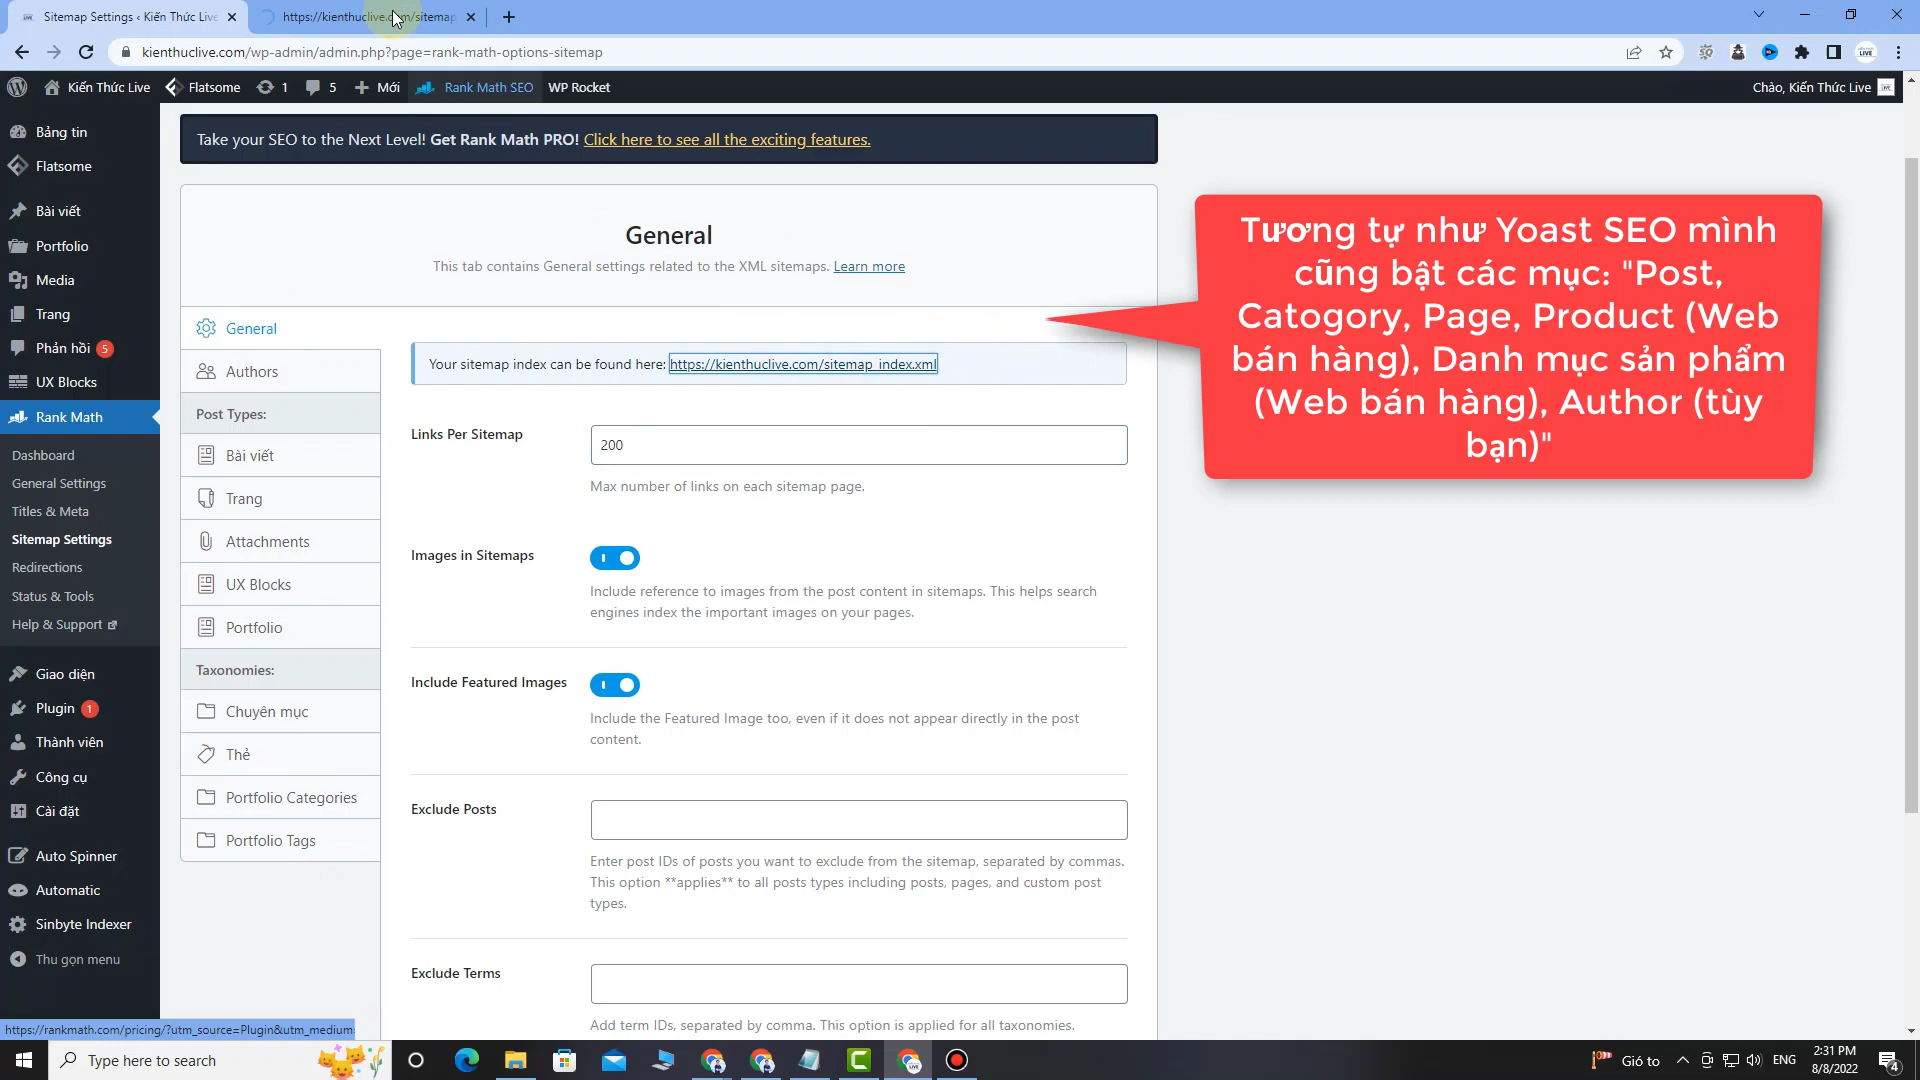 Sitemap Settings ‹ Kiến Thức Live
https://kienthuclive.com/sitemap
kienthuclive.com/wp-admin/admin.php?page=rank-math-options-sitemap
Kiến Thức Live
Flatsome
1
5
Mới
Rank Math SEO
WP Rocket
Chào, Kiến Thức Live
Bảng tin
Flatsome
Bài viết
Portfolio
Media
Trang
Phản hồi 5
UX Blocks
Rank Math
Dashboard
General Settings
Titles & Meta
Sitemap Settings
Redirections
Status & Tools
Help & Support
Giao diện
Plugin 1
Thành viên
Công cụ
Cài đặt
Auto Spinner
Automatic
Sinbyte Indexer
Thu gọn menu
Take your SEO to the Next Level! Get Rank Math PRO! Click here to see all the exciting features.
General
This tab contains General settings related to the XML sitemaps. Learn more
General
Authors
Post Types:
Bài viết
Trang
Attachments
UX Blocks
Portfolio
Taxonomies:
Chuyên mục
Thẻ
Portfolio Categories
Portfolio Tags
Your sitemap index can be found here: https://kienthuclive.com/sitemap_index.xml
Links Per Sitemap
200
Max number of links on each sitemap page.
Images in Sitemaps
Include reference to images from the post content in sitemaps. This helps search
engines index the important images on your pages.
Include Featured Images
Include the Featured Image too, even if it does not appear directly in the post
content.
Exclude Posts
Enter post IDs of posts you want to exclude from the sitemap, separated by commas.
This option **applies** to all posts types including posts, pages, and custom post
types.
Exclude Terms
Add term IDs, separated by comma. This option is applied for all taxonomies.
Tương tự như Yoast SEO mình
cũng bật các mục: "Post,
Catogory, Page, Product (Web
bán hàng), Danh mục sản phẩm
(Web bán hàng), Author (tùy
bạn)"
https://rankmath.com/pricing/?utm_source=Plugin&utm_medium
Type here to search
Gió to
ENG
2:31 PM
8/8/2022
4